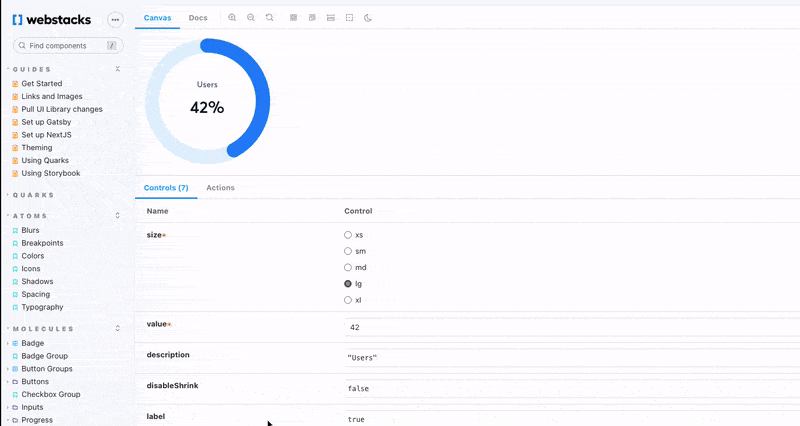 webstacks
Find components /
GUIDES
Get Started
Links and Images
Pull UI Library changes
Set up Gatsby
Set up NextJS
Theming
Using Quarks
Using Storybook
QUARKS
ATOMS
Blurs
Breakpoints
Colors
Icons
Shadows
Spacing
Typography
MOLECULES
Badge
Badge Group
Button Groups
Buttons
Checkbox Group
Inputs
Progress
Canvas Docs
Users
42%
Controls (7) Actions
Name Control
size* xs
sm
md
lg
xl
value* 42
description "Users"
disableShrink false
label true